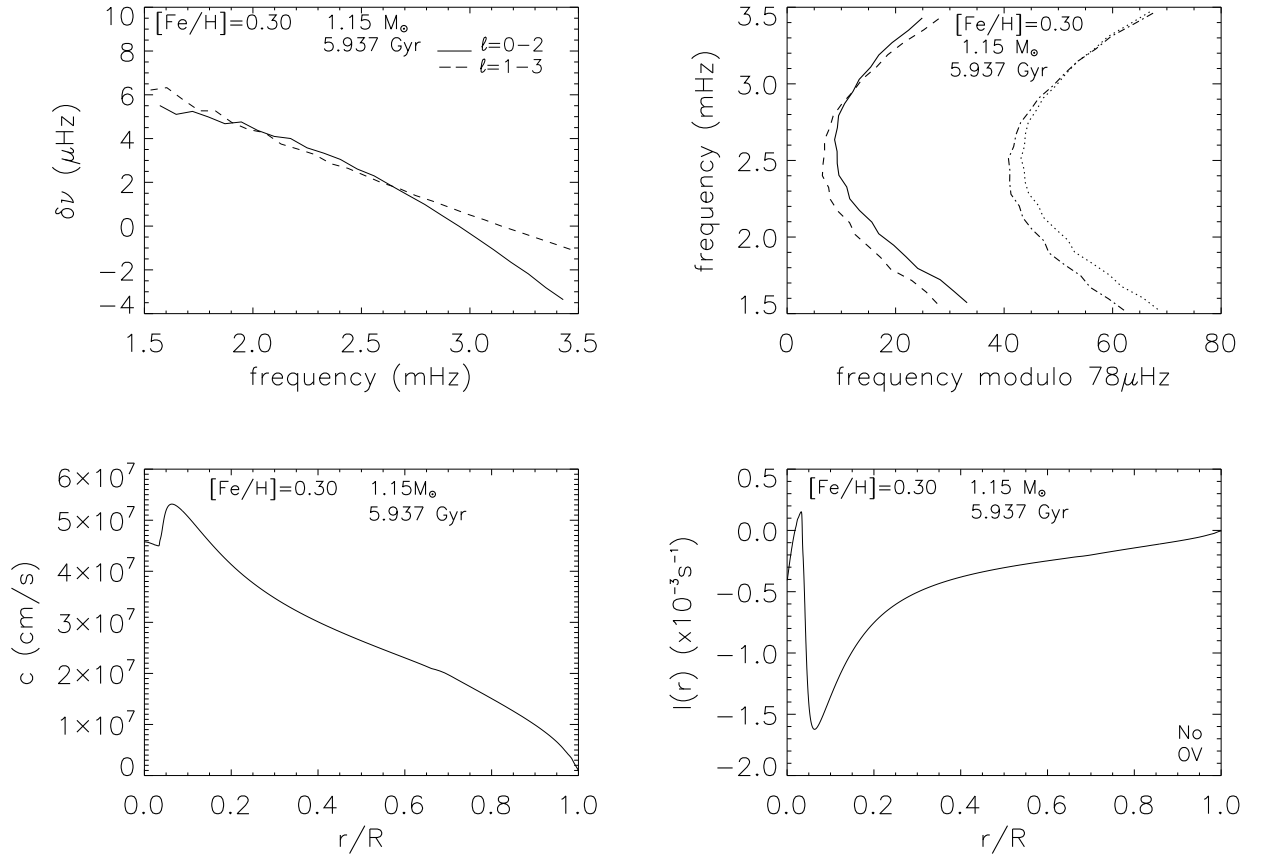 [Fe/H]=0.30
1.15 M⊙
5.937 Gyr
ℓ=0−2
ℓ=1−3
10
8
6
4
2
0
−2
−4
δν (μHz)
1.5 2.0 2.5 3.0 3.5
frequency (mHz)
[Fe/H]=0.30
1.15 M⊙
5.937 Gyr
3.5
3.0
2.5
2.0
1.5
frequency (mHz)
0 20 40 60 80
frequency modulo 78μHz
[Fe/H]=0.30 1.15M⊙
5.937 Gyr
6×10⁷
5×10⁷
4×10⁷
3×10⁷
2×10⁷
1×10⁷
0
c (cm/s)
0.0 0.2 0.4 0.6 0.8 1.0
r/R
[Fe/H]=0.30 1.15 M⊙
5.937 Gyr
0.5
0.0
−0.5
−1.0
−1.5
−2.0
I(r) (x10⁻³s⁻¹)
No
OV
0.0 0.2 0.4 0.6 0.8 1.0
r/R